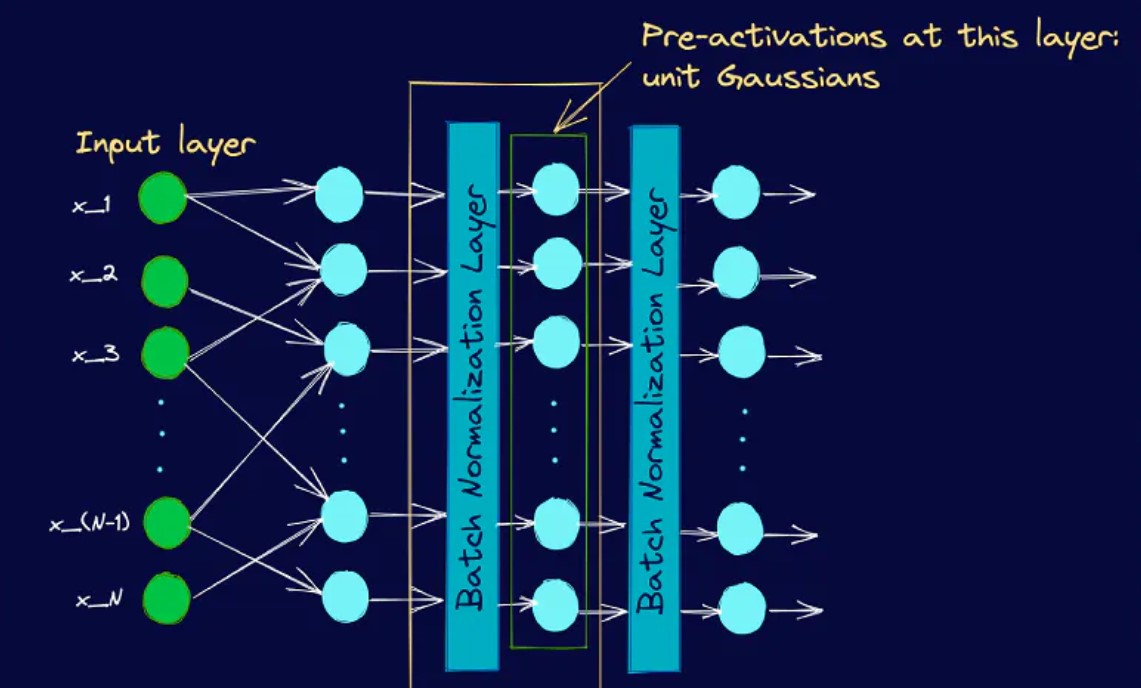 Pre-activations at this layer:
unit Gaussians
Input layer
x_1
x_2
x_3
x_(N-1)
x_N
Batch Normalization Layer
Batch Normalization Layer